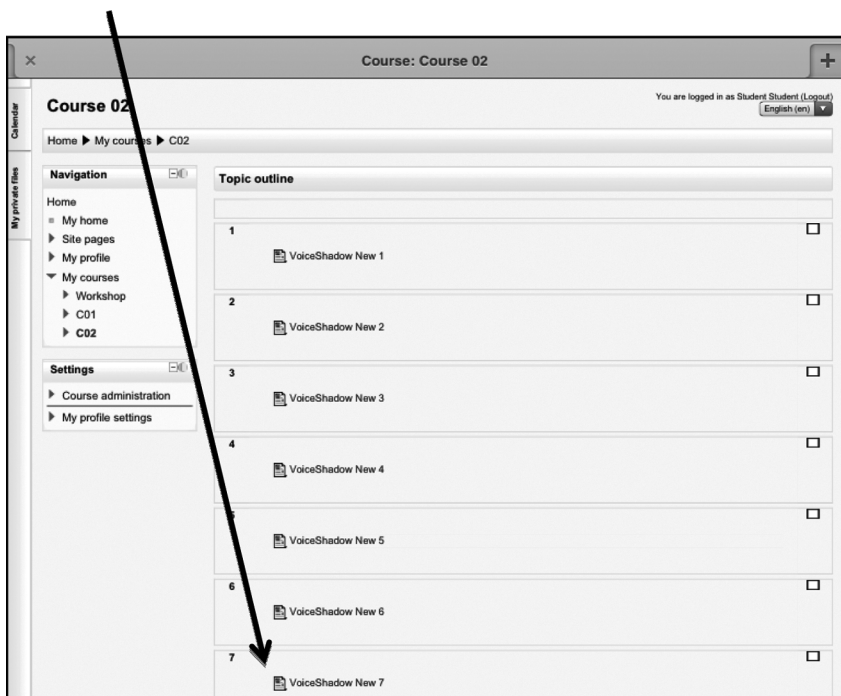 Course: Course 02
Calendar
My private files
Course 02
You are logged in as Student Student (Logout)
English (en)
Home ▶ My courses ▶ C02
Navigation
Home
My home
Site pages
My profile
My courses
Workshop
C01
C02
Settings
Course administration
My profile settings
Topic outline
1
VoiceShadow New 1
2
VoiceShadow New 2
3
VoiceShadow New 3
4
VoiceShadow New 4
5
VoiceShadow New 5
6
VoiceShadow New 6
7
VoiceShadow New 7